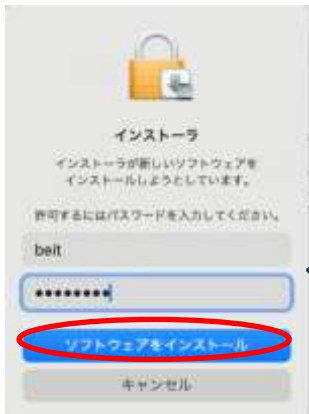 インストーラ
インストーラが新しいソフトウェアを
インストールしようとしています。
許可するにはパスワードを入力してください。
beit
••••••••
ソフトウェアをインストール
キャンセル